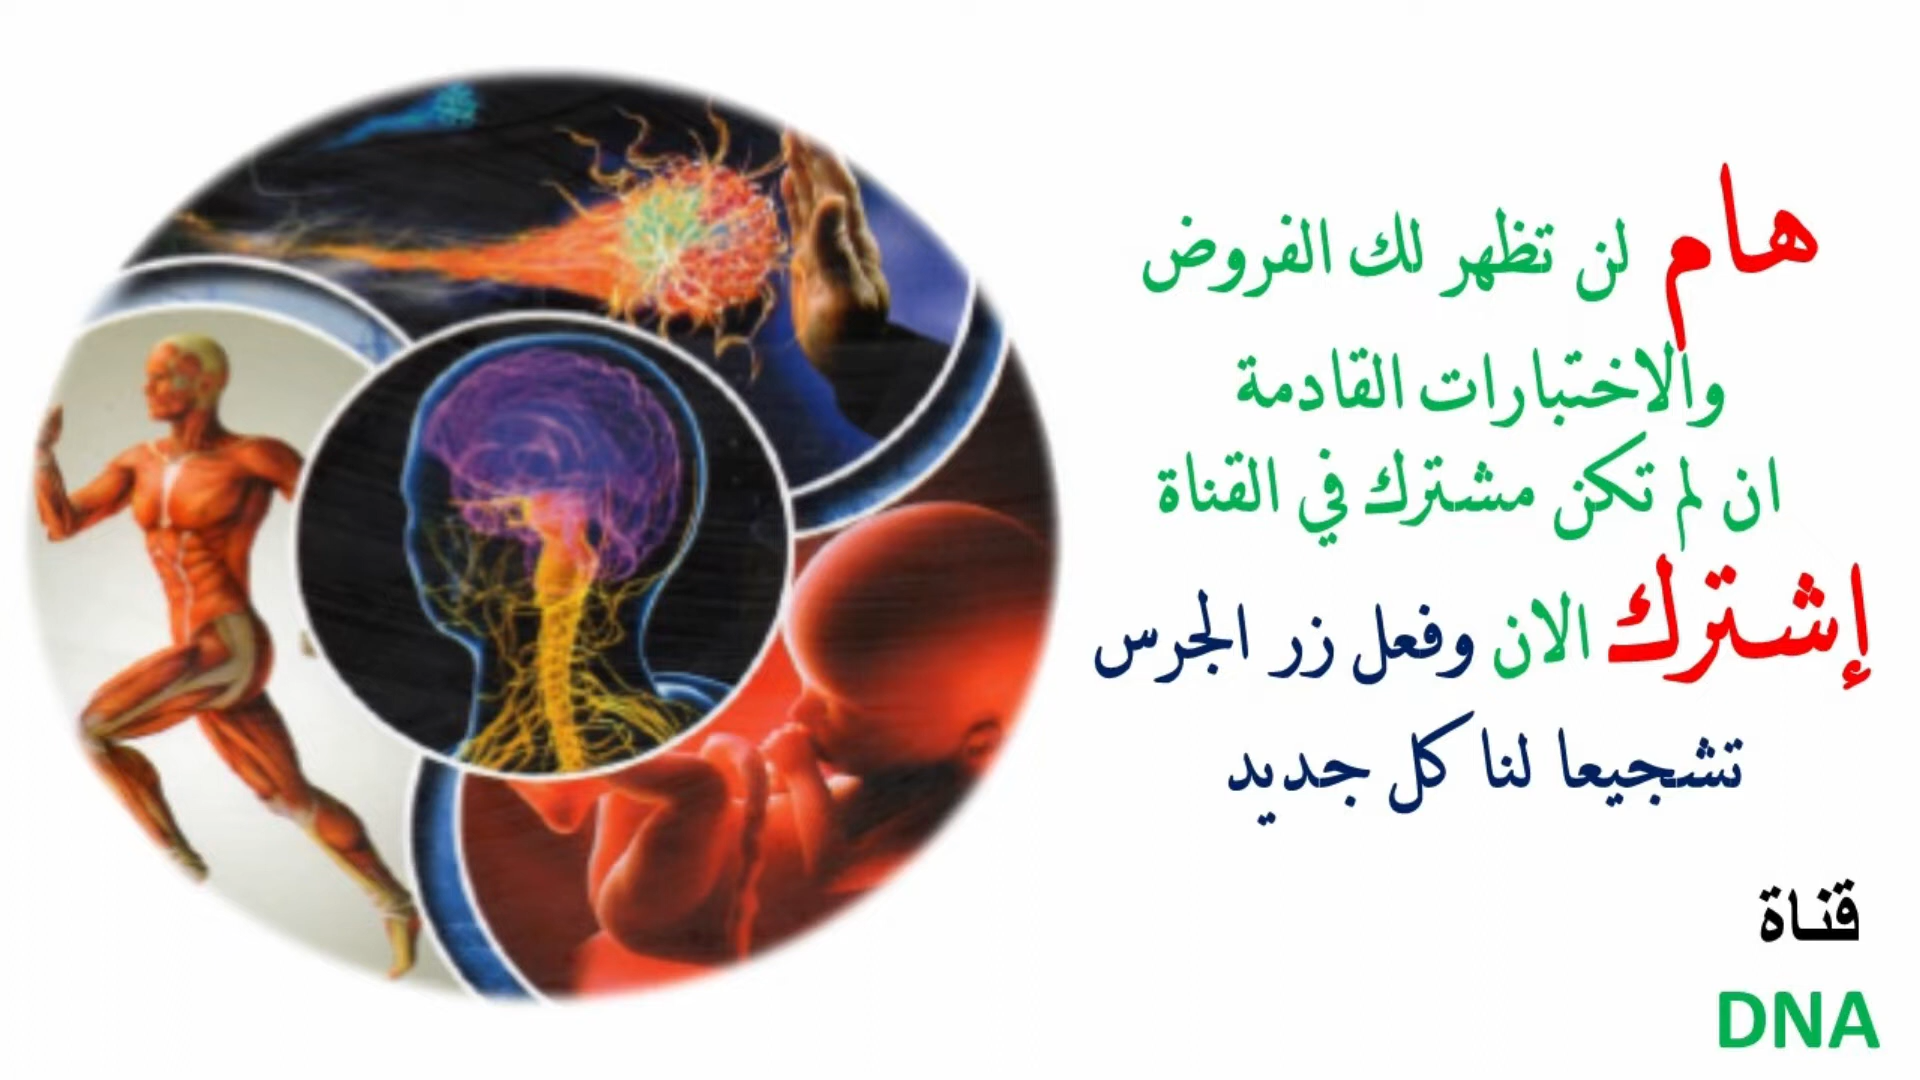 هام لن تظهر لك الفروض
والاختبارات القادمة
ان لم تكن مشترك في القناة
إشترك الان وفعل زر الجرس
تشجيعا لنا كل جديد
قناة
DNA